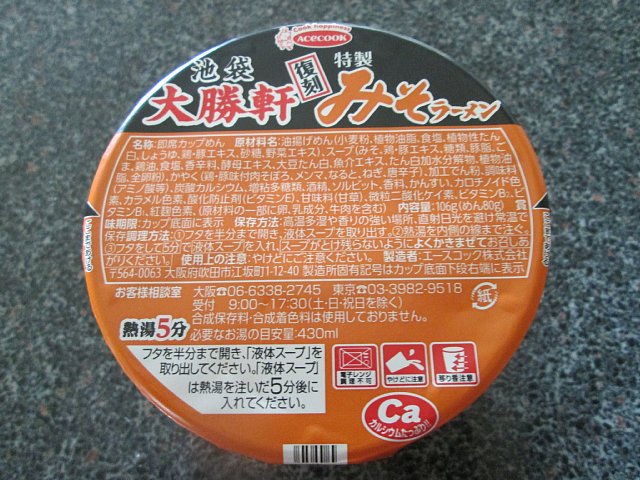 Cook happiness
Acecook
池袋
大勝軒
復刻
特製
みそラーメン
名称:即席カップめん 原材料名:油揚げめん(小麦粉、植物油脂、食塩、植物性たん
白、しょうゆ、鶏・豚エキス、砂糖、野菜エキス)、スープ(みそ、鶏・豚エキス、糖類、豚脂、ご
ま、鶏油、食塩、香辛料、酵母エキス、大豆たん白、魚介エキス、たん白加水分解物、植物油
脂、全卵粉)、かやく(鶏・豚味付肉そぼろ、メンマ、なると、ねぎ、唐辛子)、加工でん粉、調味料
(アミノ酸等)、炭酸カルシウム、増粘多糖類、酒精、ソルビット、香料、かんすい、カロチノイド色
素、カラメル色素、酸化防止剤(ビタミンE)、甘味料(甘草)、微粒二酸化ケイ素、ビタミンB2、ビ
タミンB1、紅麹色素、(原材料の一部に卵、乳成分、牛肉を含む) 内容量:106g(めん80g) 賞
味期限:カップ底面に表示 保存方法:高温多湿や香りの強い場所、直射日光を避け常温で
保存 調理方法:①フタを半分まで開き、液体スープを取り出す。②熱湯を内側の線まで注ぐ。
③フタをして5分で液体スープを入れ、スープがとけ残らないようによくかきまぜてお召しあ
がりください。 使用上の注意:やけどにご注意ください。 製造者:エースコック株式会社
〒564-0063 大阪府吹田市江坂町1-12-40 製造所固有記号はカップ底面下段右端に表示
お客様相談室 大阪☎06-6338-2745 東京☎03-3982-9518
受付 9:00〜17:30(土・日・祝日を除く)
合成保存料・合成着色料は使用しておりません。
必要なお湯の目安量:430ml
熱湯5分
紙
フタを半分まで開き、「液体スープ」を
取り出してください。「液体スープ」
は熱湯を注いだ5分後に
入れてください。
電子レンジ
調理不可
やけどに注意
移り香注意
Ca
カルシウムたっぷり!!